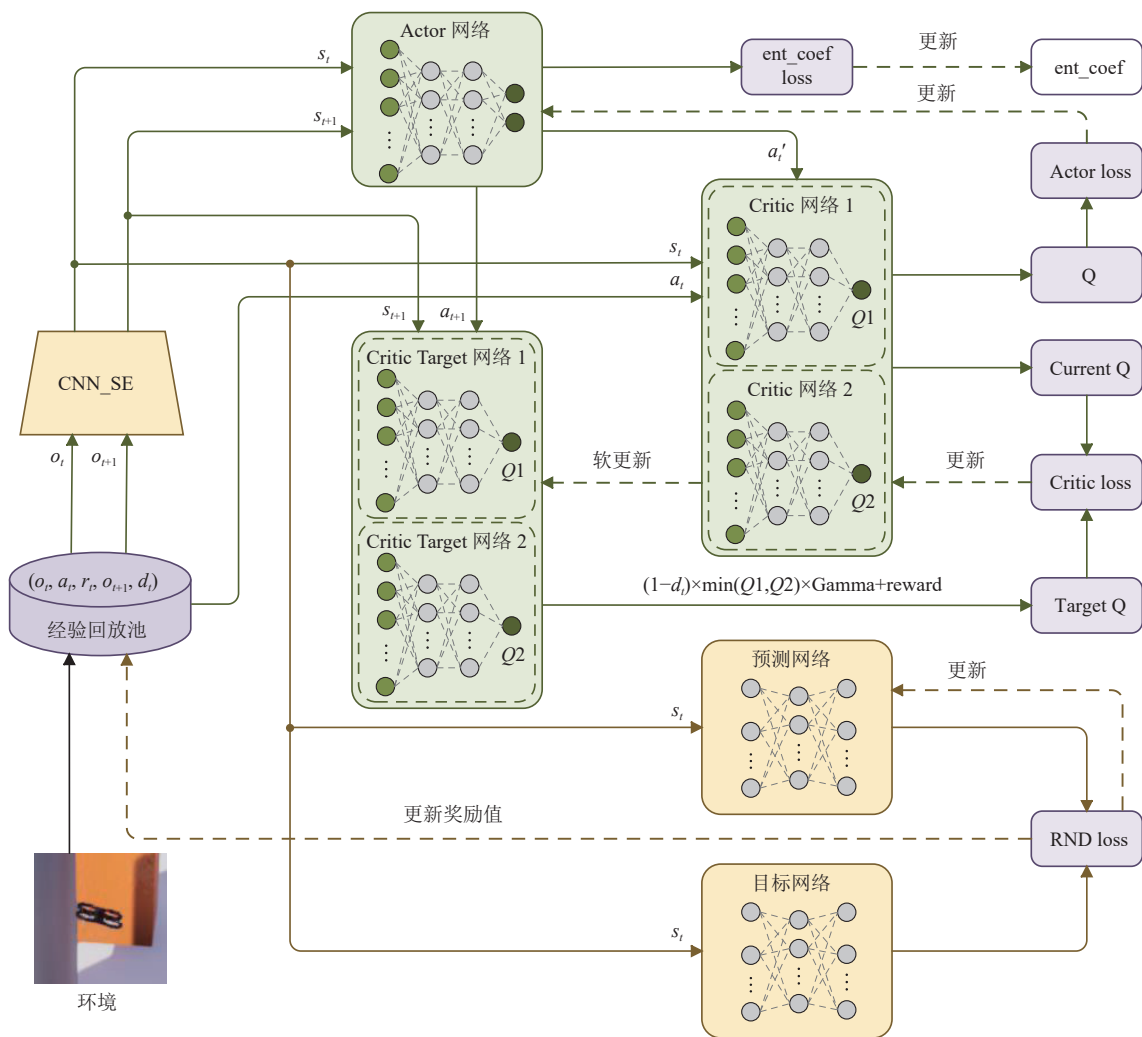 Actor 网络
s_t
s_{t+1}
ent_coef
loss
更新
ent_coef
更新
a_t′
Actor loss
Critic 网络 1
s_t
a_t
Q1
Q
s_{t+1}
a_{t+1}
CNN_SE
o_t
o_{t+1}
Critic Target 网络 1
Q1
Critic 网络 2
Q2
Current Q
软更新
更新
Critic loss
Critic Target 网络 2
Q2
(o_t, a_t, r_t, o_{t+1}, d_t)
经验回放池
(1−d_t)×min(Q1,Q2)×Gamma+reward
Target Q
预测网络
更新
s_t
更新奖励值
RND loss
目标网络
s_t
环境